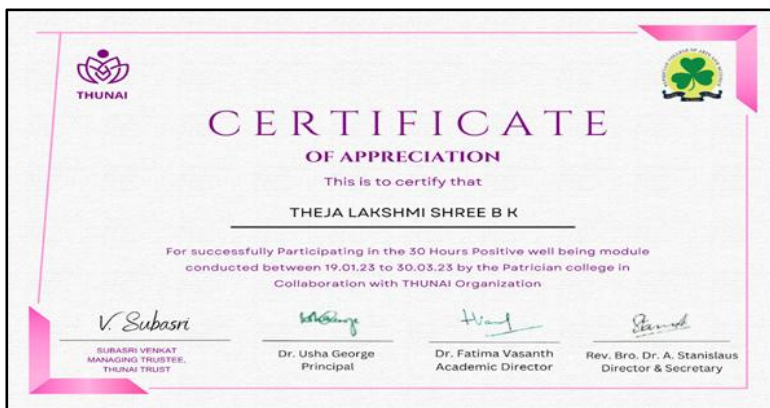 THUNAI
CERTIFICATE
OF APPRECIATION
This is to certify that
THEJA LAKSHMI SHREE B K
For successfully Participating in the 30 Hours Positive well being module
conducted between 19.01.23 to 30.03.23 by the Patrician college in
Collaboration with THUNAI Organization
V. Subasri
SUBASRI VENKAT
MANAGING TRUSTEE,
THUNAI TRUST
Dr. Usha George
Principal
Dr. Fatima Vasanth
Academic Director
Rev. Bro. Dr. A. Stanislaus
Director & Secretary